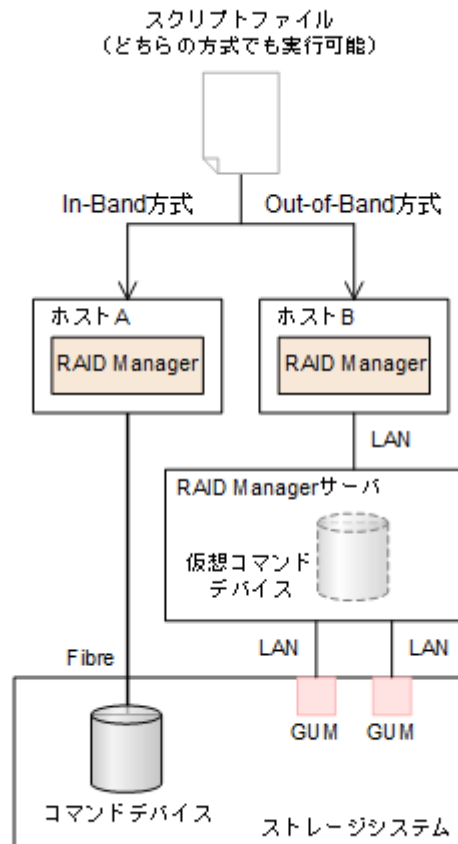 スクリプトファイル
(どちらの方式でも実行可能)
In-Band方式
Out-of-Band方式
ホストA
RAID Manager
ホストB
RAID Manager
LAN
RAID Managerサーバ
仮想コマンド
デバイス
LAN
LAN
Fibre
GUM
GUM
コマンドデバイス
ストレージシステム